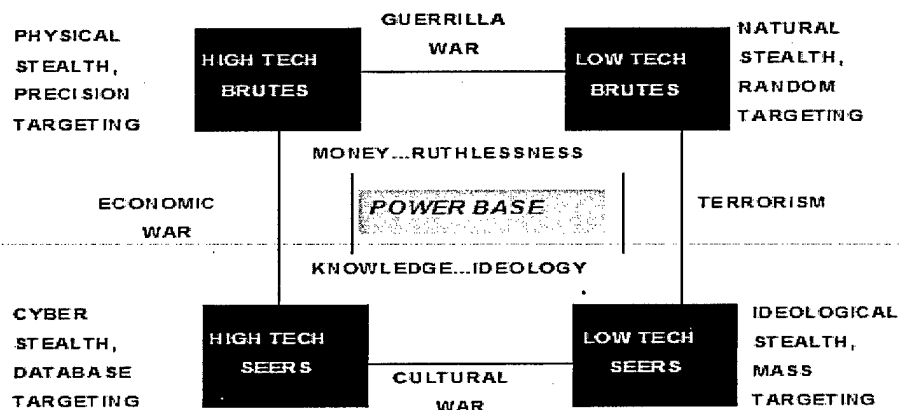 PHYSICAL
STEALTH,
PRECISION
TARGETING
HIGH TECH
BRUTES
GUERRILLA
WAR
LOW TECH
BRUTES
NATURAL
STEALTH,
RANDOM
TARGETING
MONEY...RUTHLESSNESS
ECONOMIC
WAR
POWER BASE
TERRORISM
KNOWLEDGE...IDEOLOGY
CYBER
STEALTH,
DATABASE
TARGETING
HIGH TECH
SEERS
CULTURAL
WAR
LOW TECH
SEERS
IDEOLOGICAL
STEALTH,
MASS
TARGETING